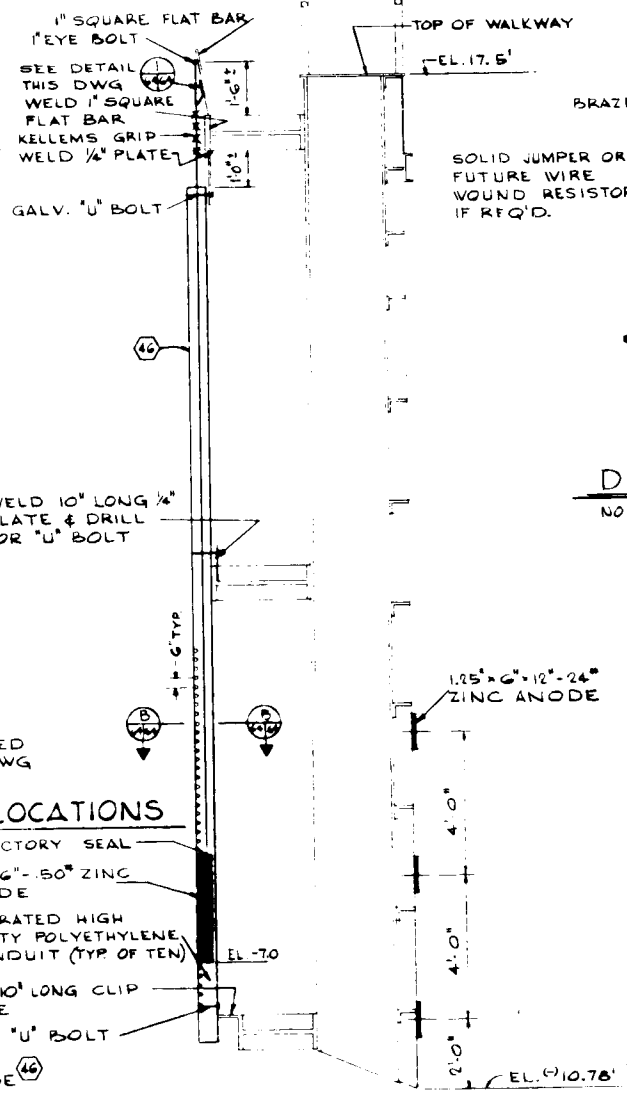 1" SQUARE FLAT BAR
1" EYE BOLT
SEE DETAIL 1
THIS DWG
WELD 1" SQUARE
FLAT BAR
KELLEMS GRIP
WELD 1/4" PLATE
GALV. "U" BOLT
1'-6" ±
1'-0" ±
TOP OF WALKWAY
EL. 17.5'
SOLID JUMPER OR
FUTURE WIRE
WOUND RESISTOR
IF REQ'D.
46
WELD 10" LONG 1/4"
PLATE & DRILL
"U" BOLT
D
NO
6" TYP.
1.25" x 6" x 12" - 24#
ZINC ANODE
B
B
WG
LOCATIONS
CTORY SEAL
6" - .50# ZINC
DE
RATED HIGH
TY POLYETHYLENE
NDUIT (TYP. OF TEN)
EL. -7.0
10" LONG CLIP
"U" BOLT
46
4'-0"
4'-0"
2'-0"
EL. (-)10.78'